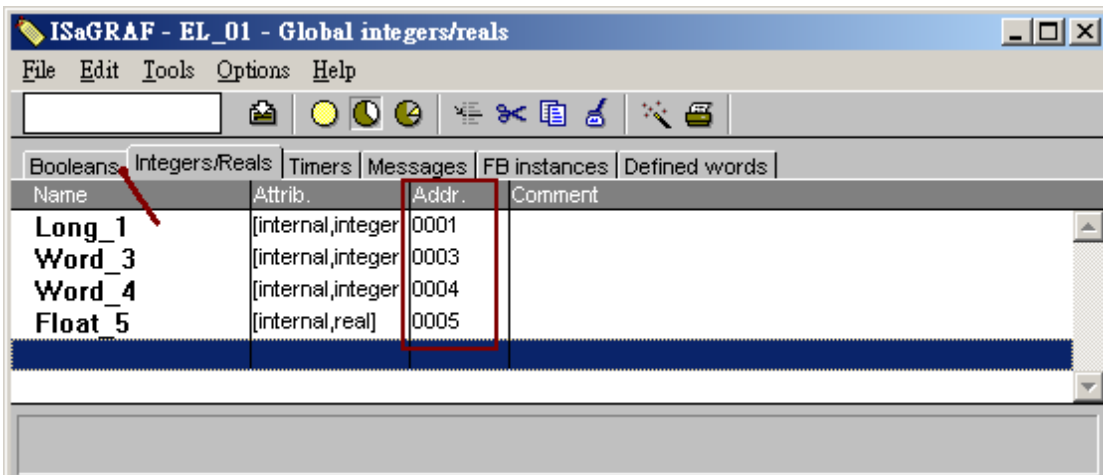 ISaGRAF - EL_01 - Global integers/reals
File Edit Tools Options Help
Booleans Integers/Reals Timers Messages FB instances Defined words
Name Attrib. Addr. Comment
Long_1 [internal,integer 0001
Word_3 [internal,integer 0003
Word_4 [internal,integer 0004
Float_5 [internal,real] 0005